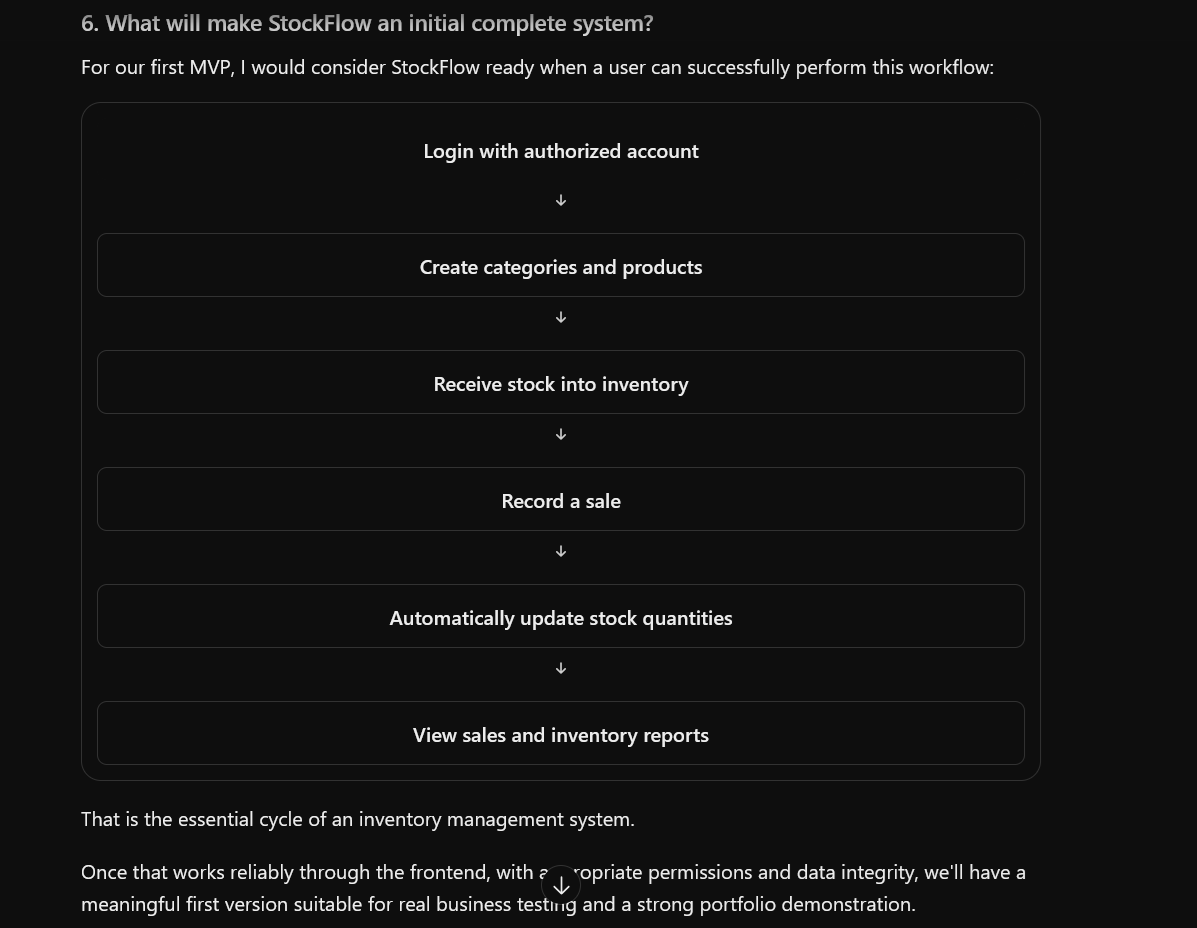 6. What will make StockFlow an initial complete system?
For our first MVP, I would consider StockFlow ready when a user can successfully perform this workflow:
Login with authorized account
↓
Create categories and products
↓
Receive stock into inventory
↓
Record a sale
↓
Automatically update stock quantities
↓
View sales and inventory reports
That is the essential cycle of an inventory management system.
Once that works reliably through the frontend, with appropriate permissions and data integrity, we'll have a
meaningful first version suitable for real business testing and a strong portfolio demonstration.